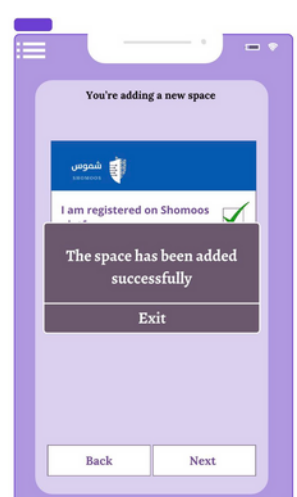 You're adding a new space
شموس
SHOMOOS
I am registered on Shomoos
The space has been added
successfully
Exit
Back
Next